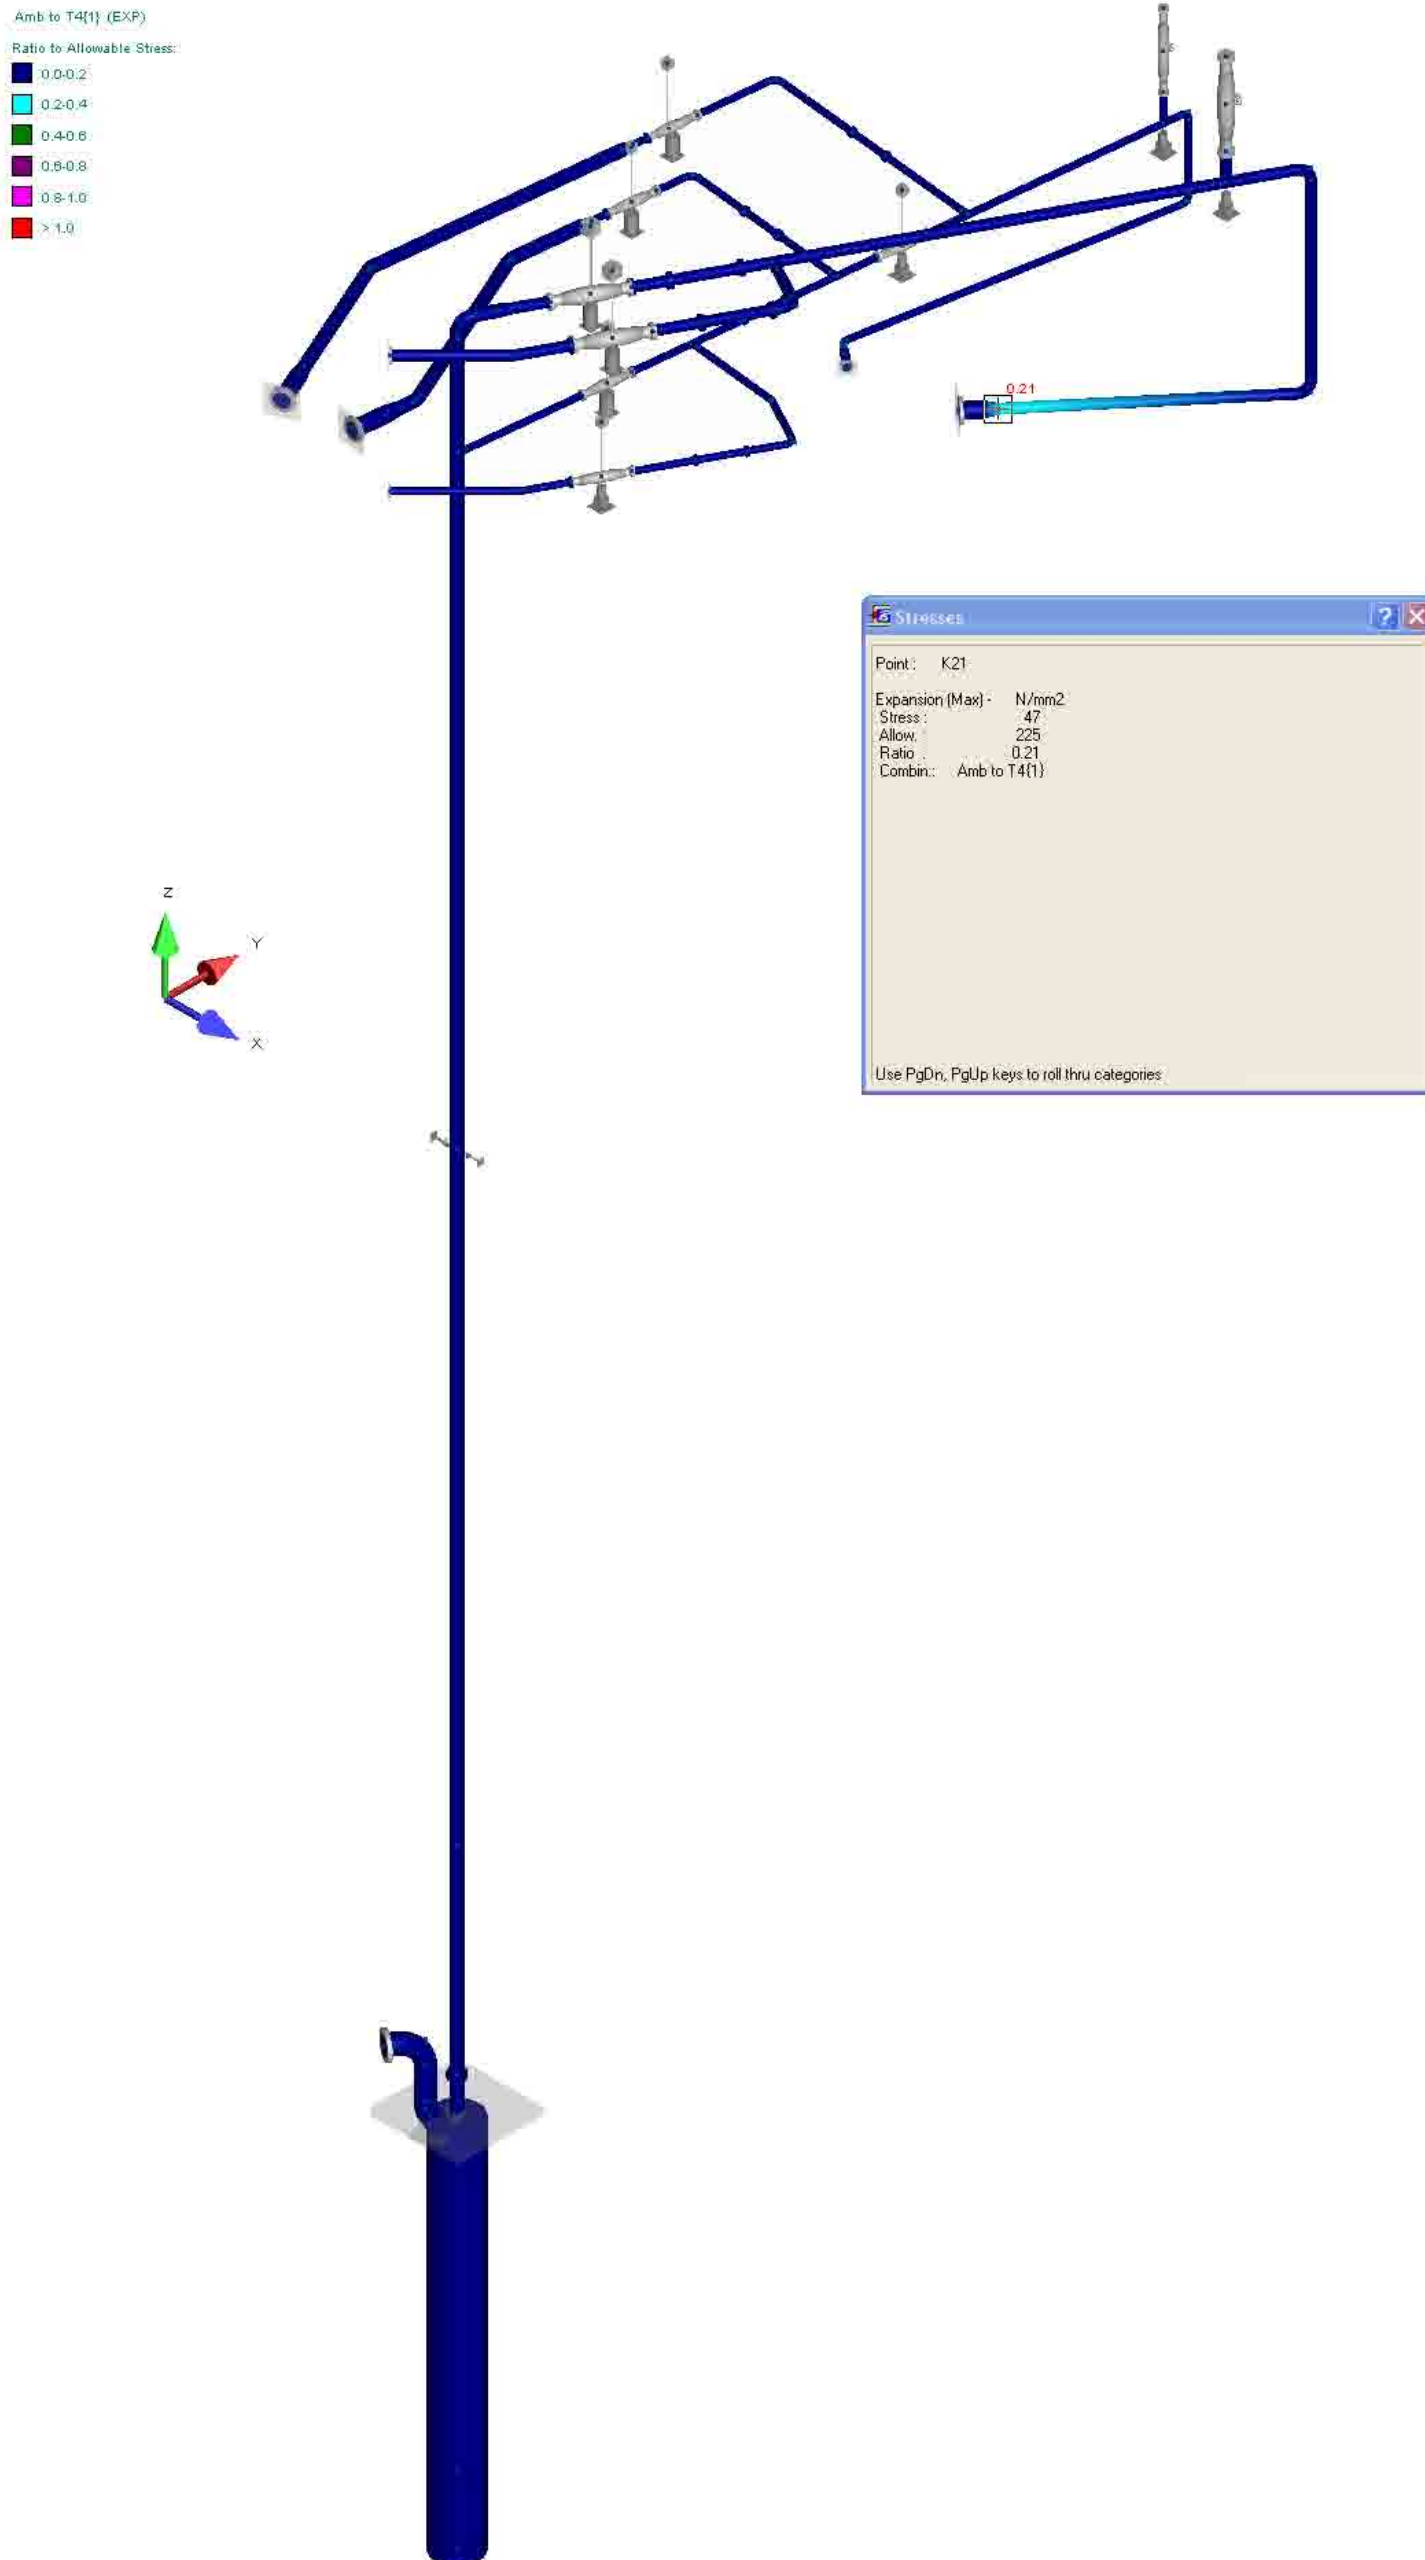 Amb to T4{1} (EXP)
Ratio to Allowable Stress:
0.0-0.2
0.2-0.4
0.4-0.6
0.6-0.8
0.8-1.0
> 1.0
0.21
Stresses
Point : K21
Expansion (Max) - N/mm2
Stress : 47
Allow. 225
Ratio : 0.21
Combin.: Amb to T4{1}
Z
Y
X
Use PgDn, PgUp keys to roll thru categories